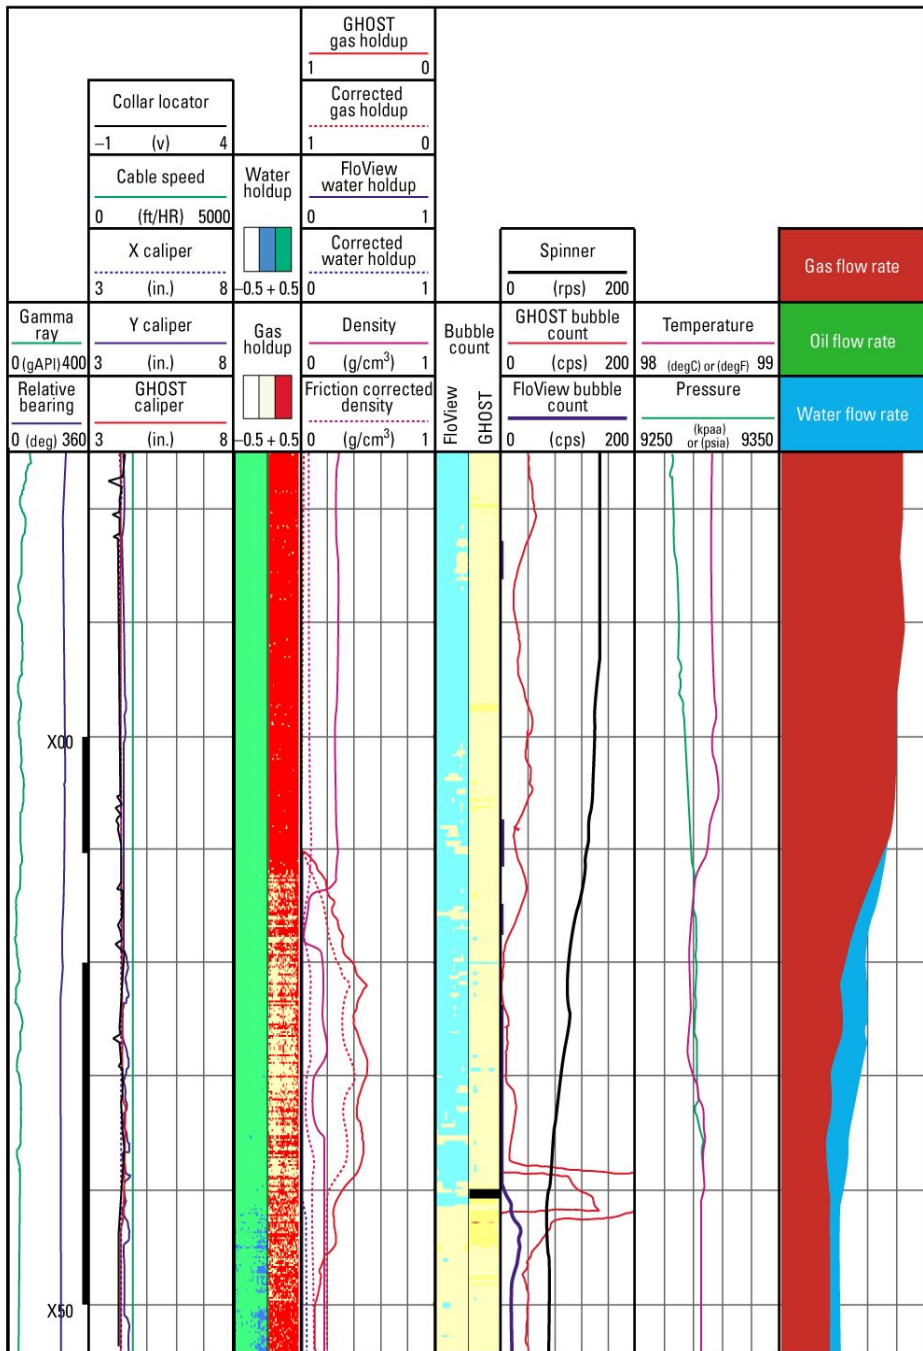 GHOST
gas holdup
1 0
Collar locator
−1 (v) 4
Corrected
gas holdup
1 0
Cable speed
0 (ft/HR) 5000
Water
holdup
FloView
water holdup
0 1
X caliper
3 (in.) 8
−0.5 + 0.5
Corrected
water holdup
0 1
Spinner
0 (rps) 200
Gas flow rate
Gamma
ray
0 (gAPI) 400
Y caliper
3 (in.) 8
Gas
holdup
Density
0 (g/cm³) 1
Bubble
count
GHOST bubble
count
0 (cps) 200
Temperature
98 (degC) or (degF) 99
Oil flow rate
Relative
bearing
0 (deg) 360
GHOST
caliper
3 (in.) 8
−0.5 + 0.5
Friction corrected
density
0 (g/cm³) 1
FloView
GHOST
FloView bubble
count
0 (cps) 200
Pressure
9250 (kpaa) or (psia) 9350
Water flow rate
X00
X50